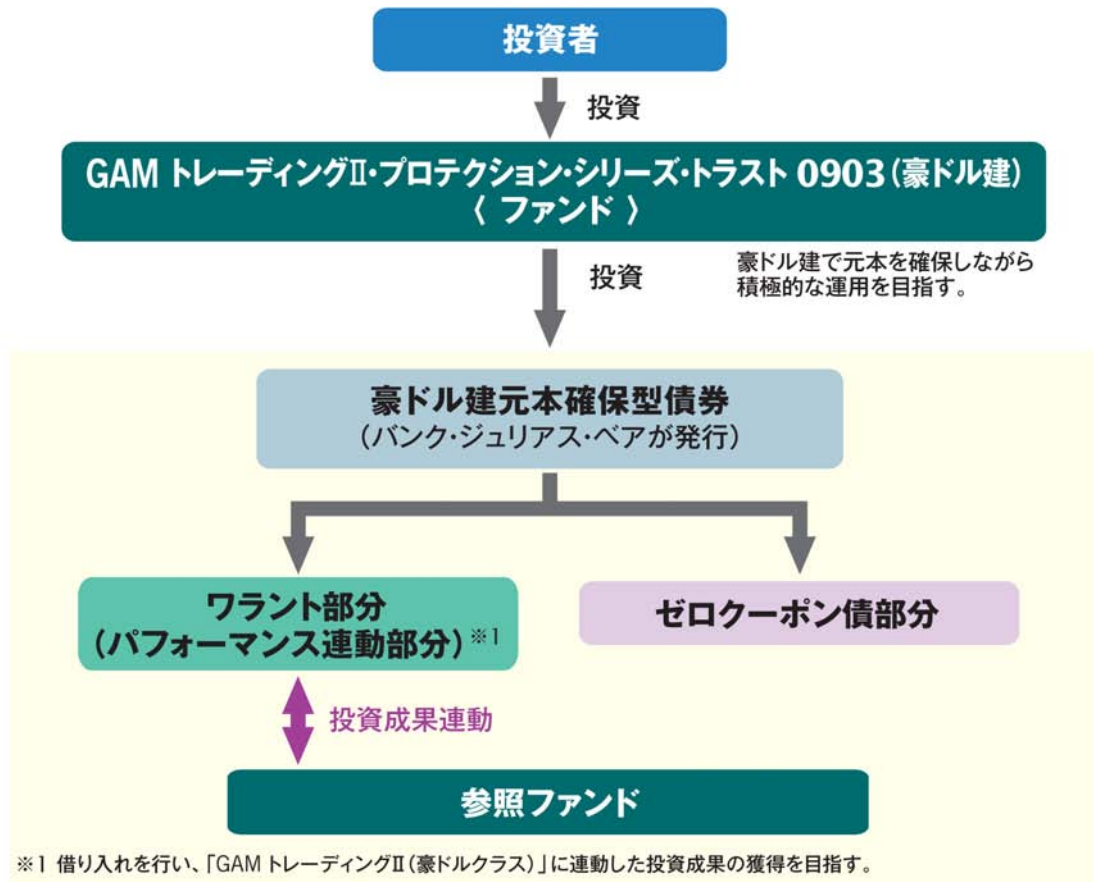 投資者
投資
GAM トレーディングⅡ・プロテクション・シリーズ・トラスト 0903(豪ドル建)
〈 ファンド 〉
投資
豪ドル建で元本を確保しながら
積極的な運用を目指す。
豪ドル建元本確保型債券
(バンク・ジュリアス・ベアが発行)
ワラント部分
(パフォーマンス連動部分)※1
ゼロクーポン債部分
投資成果連動
参照ファンド
※1 借り入れを行い、「GAM トレーディングⅡ(豪ドルクラス)」に連動した投資成果の獲得を目指す。